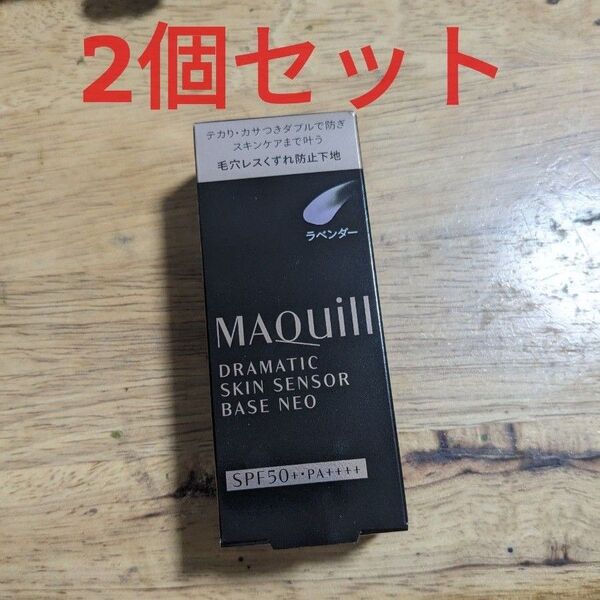 2個セット
テカリ・カサつきダブルで防ぎ
スキンケアまで叶う
毛穴レスくずれ防止下地
ラベンダー
MAQuill
DRAMATIC
SKIN SENSOR
BASE NEO
SPF50+・PA++++